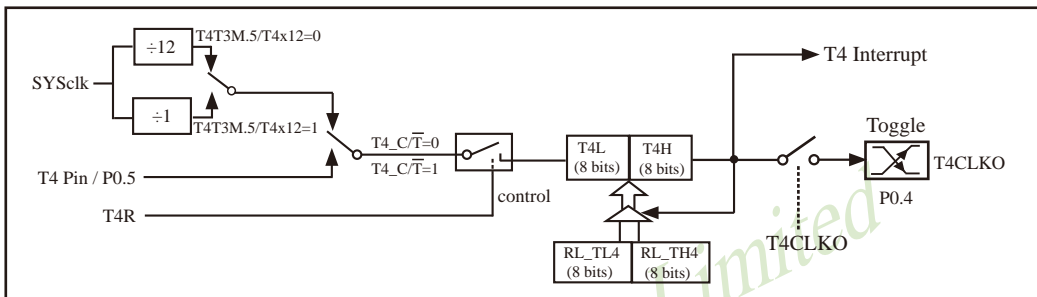 ÷12
T4T3M.5/T4x12=0
SYSclk
÷1
T4T3M.5/T4x12=1
T4 Interrupt
Toggle
T4_C/T̅=0
T4_C/T̅=1
T4L
(8 bits)
T4H
(8 bits)
T4CLKO
P0.4
T4 Pin / P0.5
control
T4R
T4CLKO
RL_TL4
(8 bits)
RL_TH4
(8 bits)
Limited